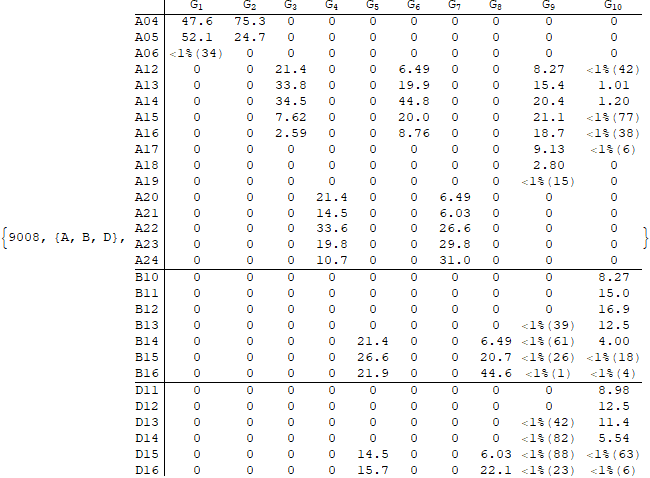 G1 G2 G3 G4 G5 G6 G7 G8 G9 G10
A04 47.6 75.3 0 0 0 0 0 0 0 0
A05 52.1 24.7 0 0 0 0 0 0 0 0
A06 <1%(34) 0 0 0 0 0 0 0 0 0
A12 0 0 21.4 0 0 6.49 0 0 8.27 <1%(42)
A13 0 0 33.8 0 0 19.9 0 0 15.4 1.01
A14 0 0 34.5 0 0 44.8 0 0 20.4 1.20
A15 0 0 7.62 0 0 20.0 0 0 21.1 <1%(77)
A16 0 0 2.59 0 0 8.76 0 0 18.7 <1%(38)
A17 0 0 0 0 0 0 0 0 9.13 <1%(6)
A18 0 0 0 0 0 0 0 0 2.80 0
A19 0 0 0 0 0 0 0 0 <1%(15) 0
A20 0 0 0 21.4 0 0 6.49 0 0 0
A21 0 0 0 14.5 0 0 6.03 0 0 0
A22 0 0 0 33.6 0 0 26.6 0 0 0
{9008, {A, B, D}, A23 0 0 0 19.8 0 0 29.8 0 0 0 }
A24 0 0 0 10.7 0 0 31.0 0 0 0
B10 0 0 0 0 0 0 0 0 0 8.27
B11 0 0 0 0 0 0 0 0 0 15.0
B12 0 0 0 0 0 0 0 0 0 16.9
B13 0 0 0 0 0 0 0 0 <1%(39) 12.5
B14 0 0 0 0 21.4 0 0 6.49 <1%(61) 4.00
B15 0 0 0 0 26.6 0 0 20.7 <1%(26) <1%(18)
B16 0 0 0 0 21.9 0 0 44.6 <1%(1) <1%(4)
D11 0 0 0 0 0 0 0 0 0 8.98
D12 0 0 0 0 0 0 0 0 0 12.5
D13 0 0 0 0 0 0 0 0 <1%(42) 11.4
D14 0 0 0 0 0 0 0 0 <1%(82) 5.54
D15 0 0 0 0 14.5 0 0 6.03 <1%(88) <1%(63)
D16 0 0 0 0 15.7 0 0 22.1 <1%(23) <1%(6)